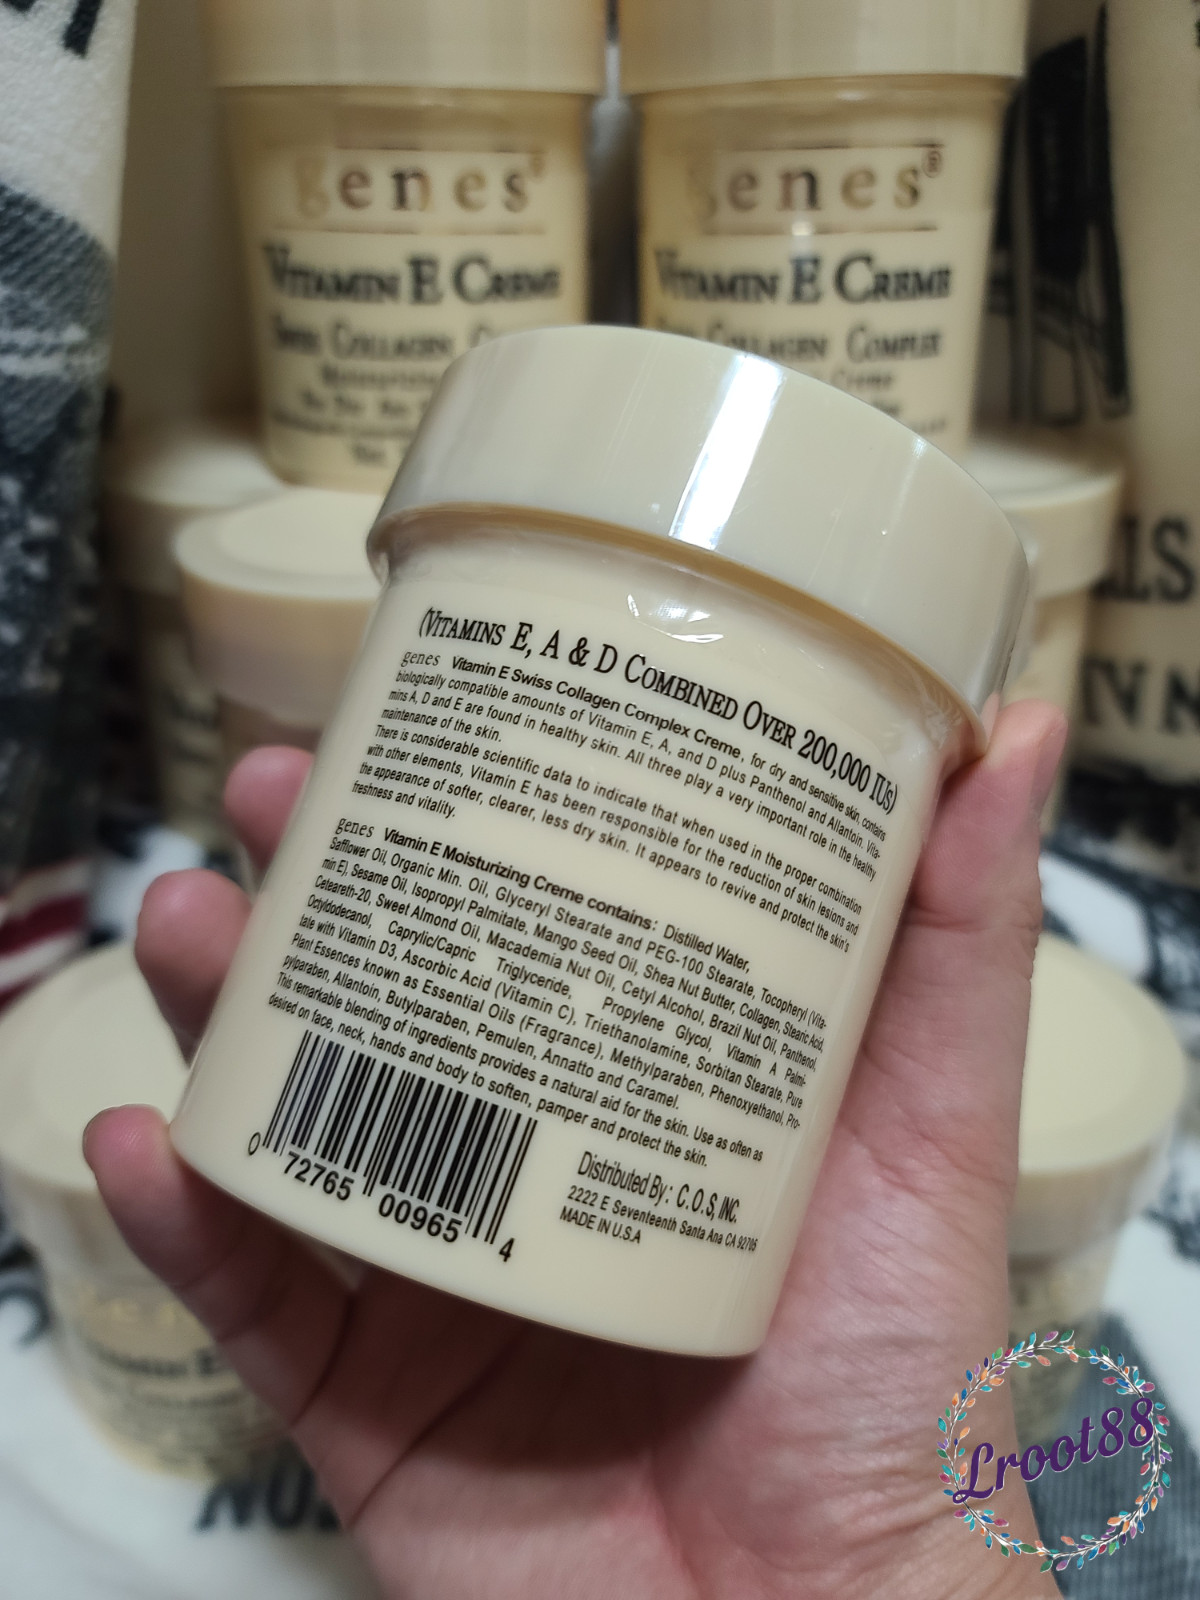 genes®
VITAMIN E CREME
SWISS COLLAGEN
genes®
VITAMIN E CREME
COLLAGEN COMPLEX
Creme
(VITAMINS E, A & D COMBINED OVER 200,000 IUs)
genes Vitamin E Swiss Collagen Complex Creme, for dry and sensitive skin, contains
biologically compatible amounts of Vitamin E, A, and D plus Panthenol and Allantoin. Vita-
mins A, D and E are found in healthy skin. All three play a very important role in the healthy
maintenance of the skin.
There is considerable scientific data to indicate that when used in the proper combination
with other elements, Vitamin E has been responsible for the reduction of skin lesions and
the appearance of softer, clearer, less dry skin. It appears to revive and protect the skin's
freshness and vitality.
genes Vitamin E Moisturizing Creme contains: Distilled Water,
Safflower Oil, Organic Min. Oil, Glyceryl Stearate and PEG-100 Stearate, Tocopheryl (Vita-
min E), Sesame Oil, Isopropyl Palmitate, Mango Seed Oil, Shea Nut Butter, Collagen, Stearic Acid,
Ceteareth-20, Sweet Almond Oil, Macademia Nut Oil, Cetyl Alcohol, Brazil Nut Oil, Panthenol,
Octyldodecanol, Caprylic/Capric Triglyceride, Propylene Glycol, Vitamin A Palmi-
tate with Vitamin D3, Ascorbic Acid (Vitamin C), Triethanolamine, Sorbitan Stearate, Pure
Plant Essences known as Essential Oils (Fragrance), Methylparaben, Phenoxyethanol, Pro-
pylparaben, Allantoin, Butylparaben, Pemulen, Annatto and Caramel.
This remarkable blending of ingredients provides a natural aid for the skin. Use as often as
desired on face, neck, hands and body to soften, pamper and protect the skin.
0 72765 00965 4
Distributed By: C.O.S, INC.
2222 E Seventeenth Santa Ana CA 92705
MADE IN U.S.A
Lroot88